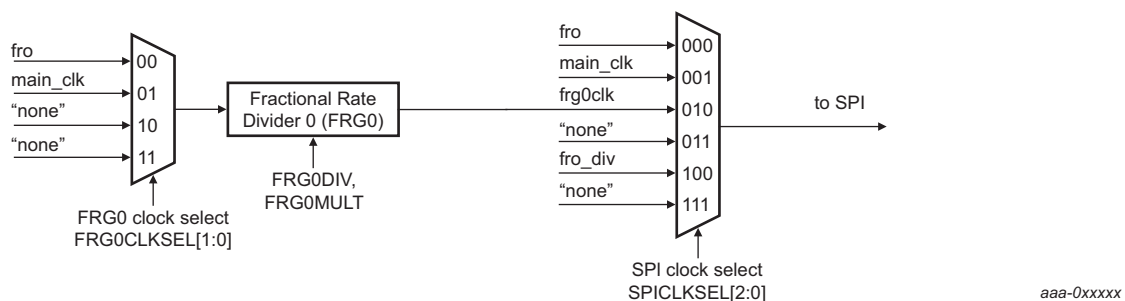 fro
00
main_clk
01
“none”
10
“none”
11
FRG0 clock select
FRG0CLKSEL[1:0]
Fractional Rate
Divider 0 (FRG0)
FRG0DIV,
FRG0MULT
fro
000
main_clk
001
frg0clk
010
“none”
011
fro_div
100
“none”
111
SPI clock select
SPICLKSEL[2:0]
to SPI
aaa-0xxxxx